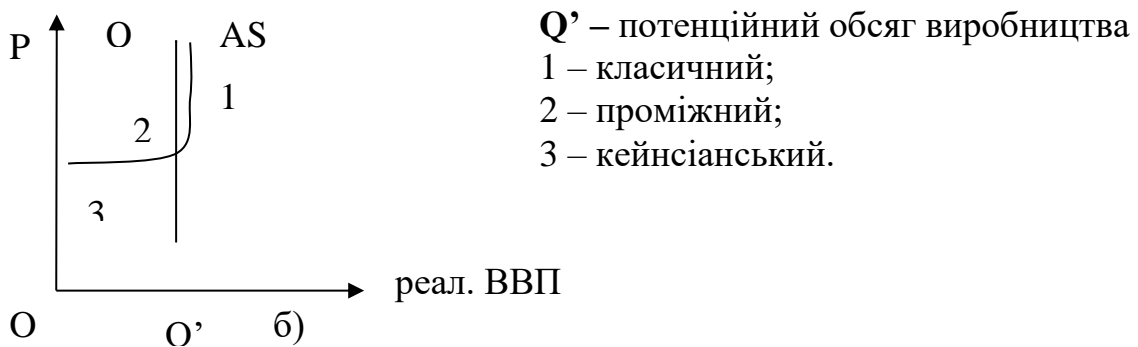 P
O
AS
1
2
3
реал. ВВП
O
Q’
б)
Q’ – потенційний обсяг виробництва
1 – класичний;
2 – проміжний;
3 – кейнсіанський.